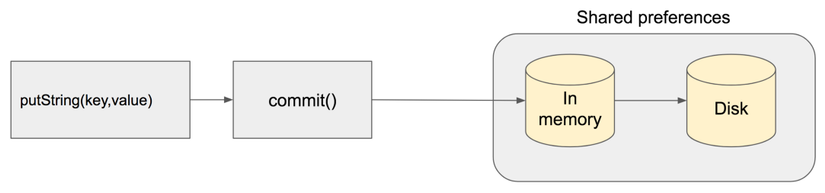 Shared preferences
putString(key,value)
commit()
In
memory
Disk